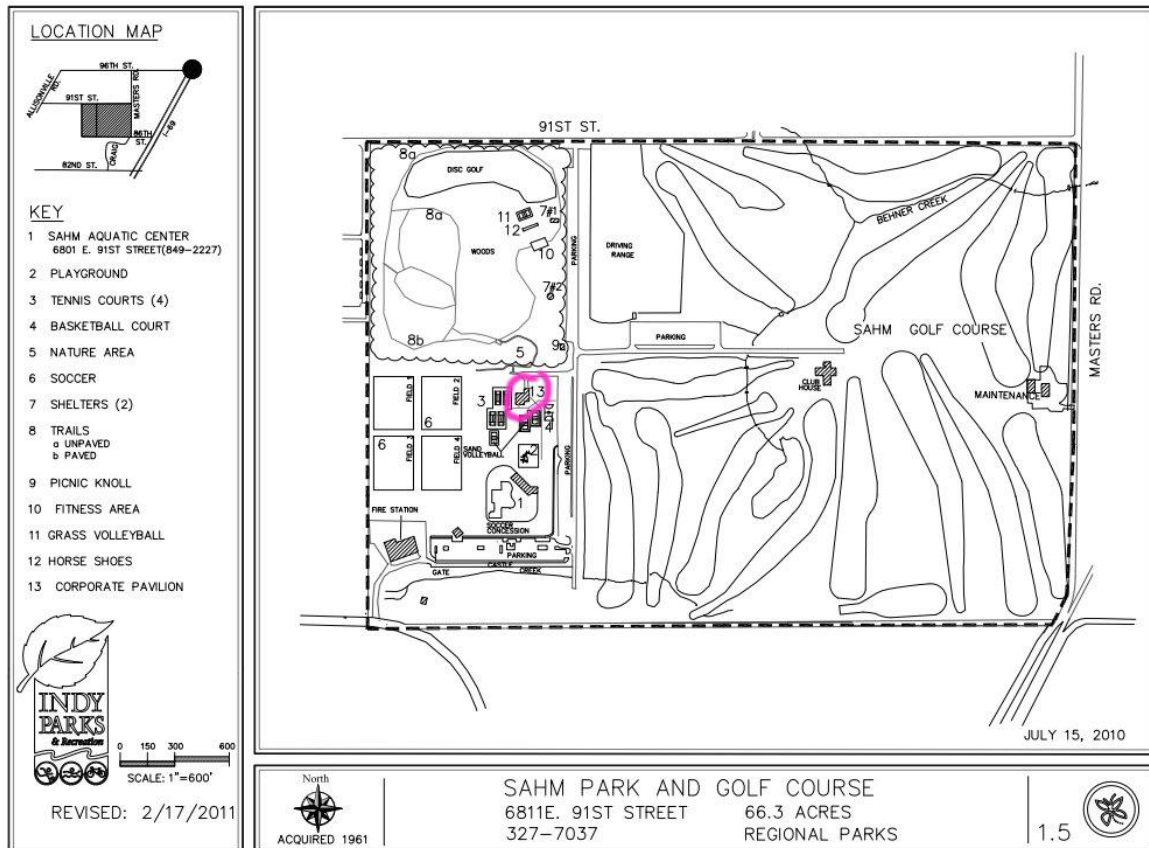 LOCATION MAP
96TH ST.
ALLISONVILLE RD.
91ST ST.
MASTERS RD.
I-69
86TH ST.
CRAIG
82ND ST.
KEY
1 SAHM AQUATIC CENTER
6801 E. 91ST STREET(849-2227)
2 PLAYGROUND
3 TENNIS COURTS (4)
4 BASKETBALL COURT
5 NATURE AREA
6 SOCCER
7 SHELTERS (2)
8 TRAILS
a UNPAVED
b PAVED
9 PICNIC KNOLL
10 FITNESS AREA
11 GRASS VOLLEYBALL
12 HORSE SHOES
13 CORPORATE PAVILION
INDY
PARKS
& Recreation
0 150 300 600
SCALE: 1"=600'
REVISED: 2/17/2011
91ST ST.
8a
DISC GOLF
8a
11
7#1
12
10
WOODS
7#2
8b
5
9
PARKING
DRIVING
RANGE
PARKING
BEHNER CREEK
SAHM GOLF COURSE
MASTERS RD.
CLUB
HOUSE
MAINTENANCE
FIELD 1
FIELD 2
6
3
13
4
6
FIELD 3
FIELD 4
SAND
VOLLEYBALL
2
PARKING
1
SOCCER
CONCESSION
FIRE STATION
PARKING
GATE
CASTLE
CREEK
JULY 15, 2010
North
ACQUIRED 1961
SAHM PARK AND GOLF COURSE
6811E. 91ST STREET 66.3 ACRES
327-7037 REGIONAL PARKS
1.5